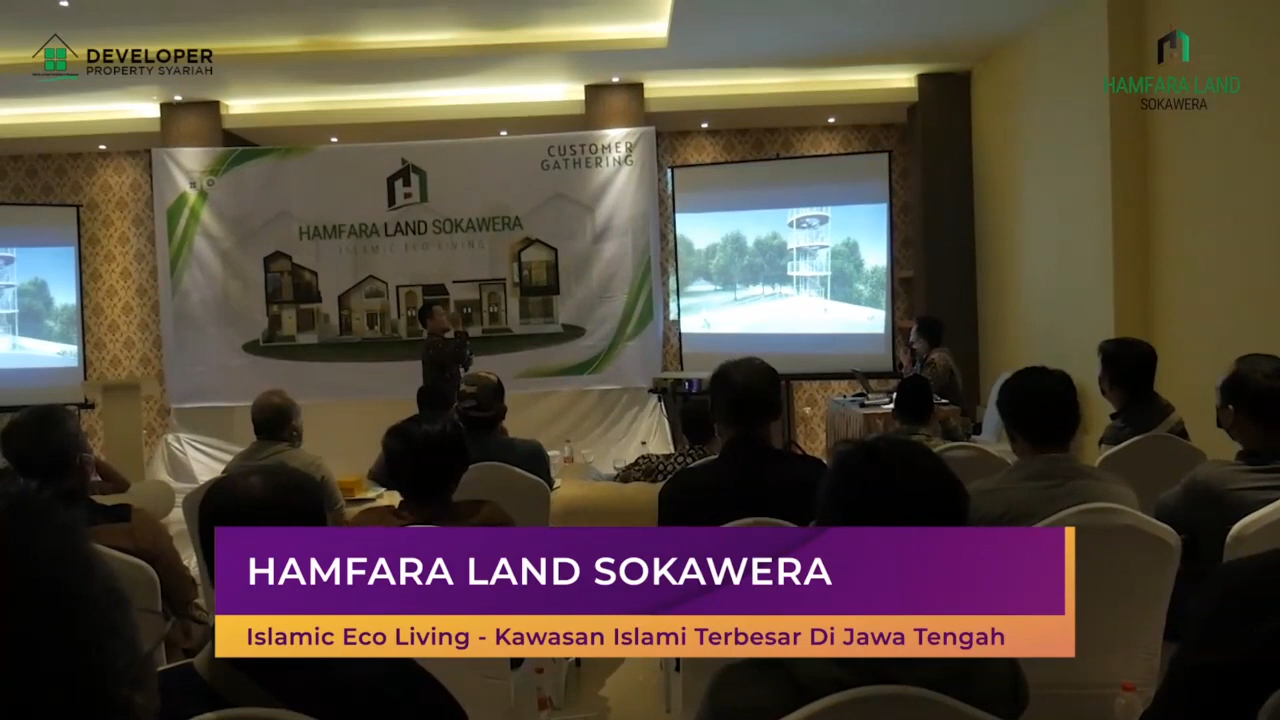 DEVELOPER
PROPERTY SYARIAH
HAMFARA LAND
SOKAWERA
CUSTOMER
GATHERING
HAMFARA LAND SOKAWERA
ISLAMIC ECO LIVING
HAMFARA LAND SOKAWERA
Islamic Eco Living - Kawasan Islami Terbesar Di Jawa Tengah